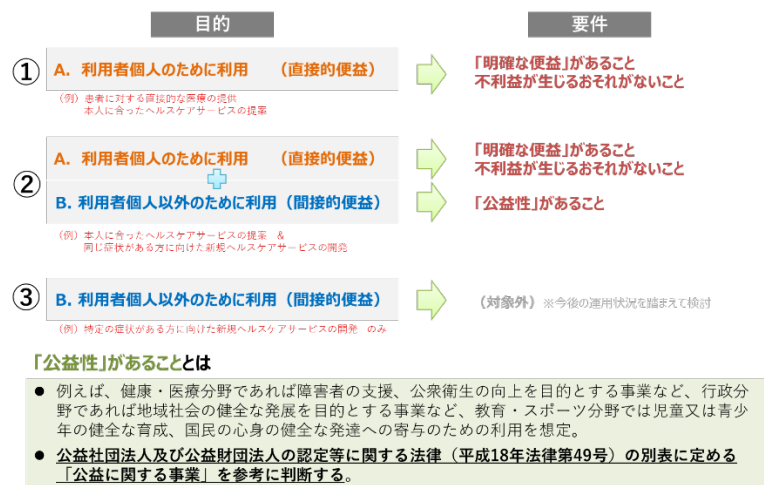 目的
要件
① A. 利用者個人のために利用 （直接的便益）
「明確な便益」があること
不利益が生じるおそれがないこと
（例）患者に対する直接的な医療の提供
本人に合ったヘルスケアサービスの提案
② A. 利用者個人のために利用 （直接的便益）
「明確な便益」があること
不利益が生じるおそれがないこと
B. 利用者個人以外のために利用（間接的便益）
「公益性」があること
（例）本人に合ったヘルスケアサービスの提案 ＆
同じ症状がある方に向けた新規ヘルスケアサービスの開発
③ B. 利用者個人以外のために利用（間接的便益）
（対象外）※今後の運用状況を踏まえて検討
（例）特定の症状がある方に向けた新規ヘルスケアサービスの開発 のみ
「公益性」があることとは
● 例えば、健康・医療分野であれば障害者の支援、公衆衛生の向上を目的とする事業など、行政分
野であれば地域社会の健全な発展を目的とする事業など、教育・スポーツ分野では児童又は青少
年の健全な育成、国民の心身の健全な発達への寄与のための利用を想定。
● 公益社団法人及び公益財団法人の認定等に関する法律（平成18年法律第49号）の別表に定める
「公益に関する事業」を参考に判断する。